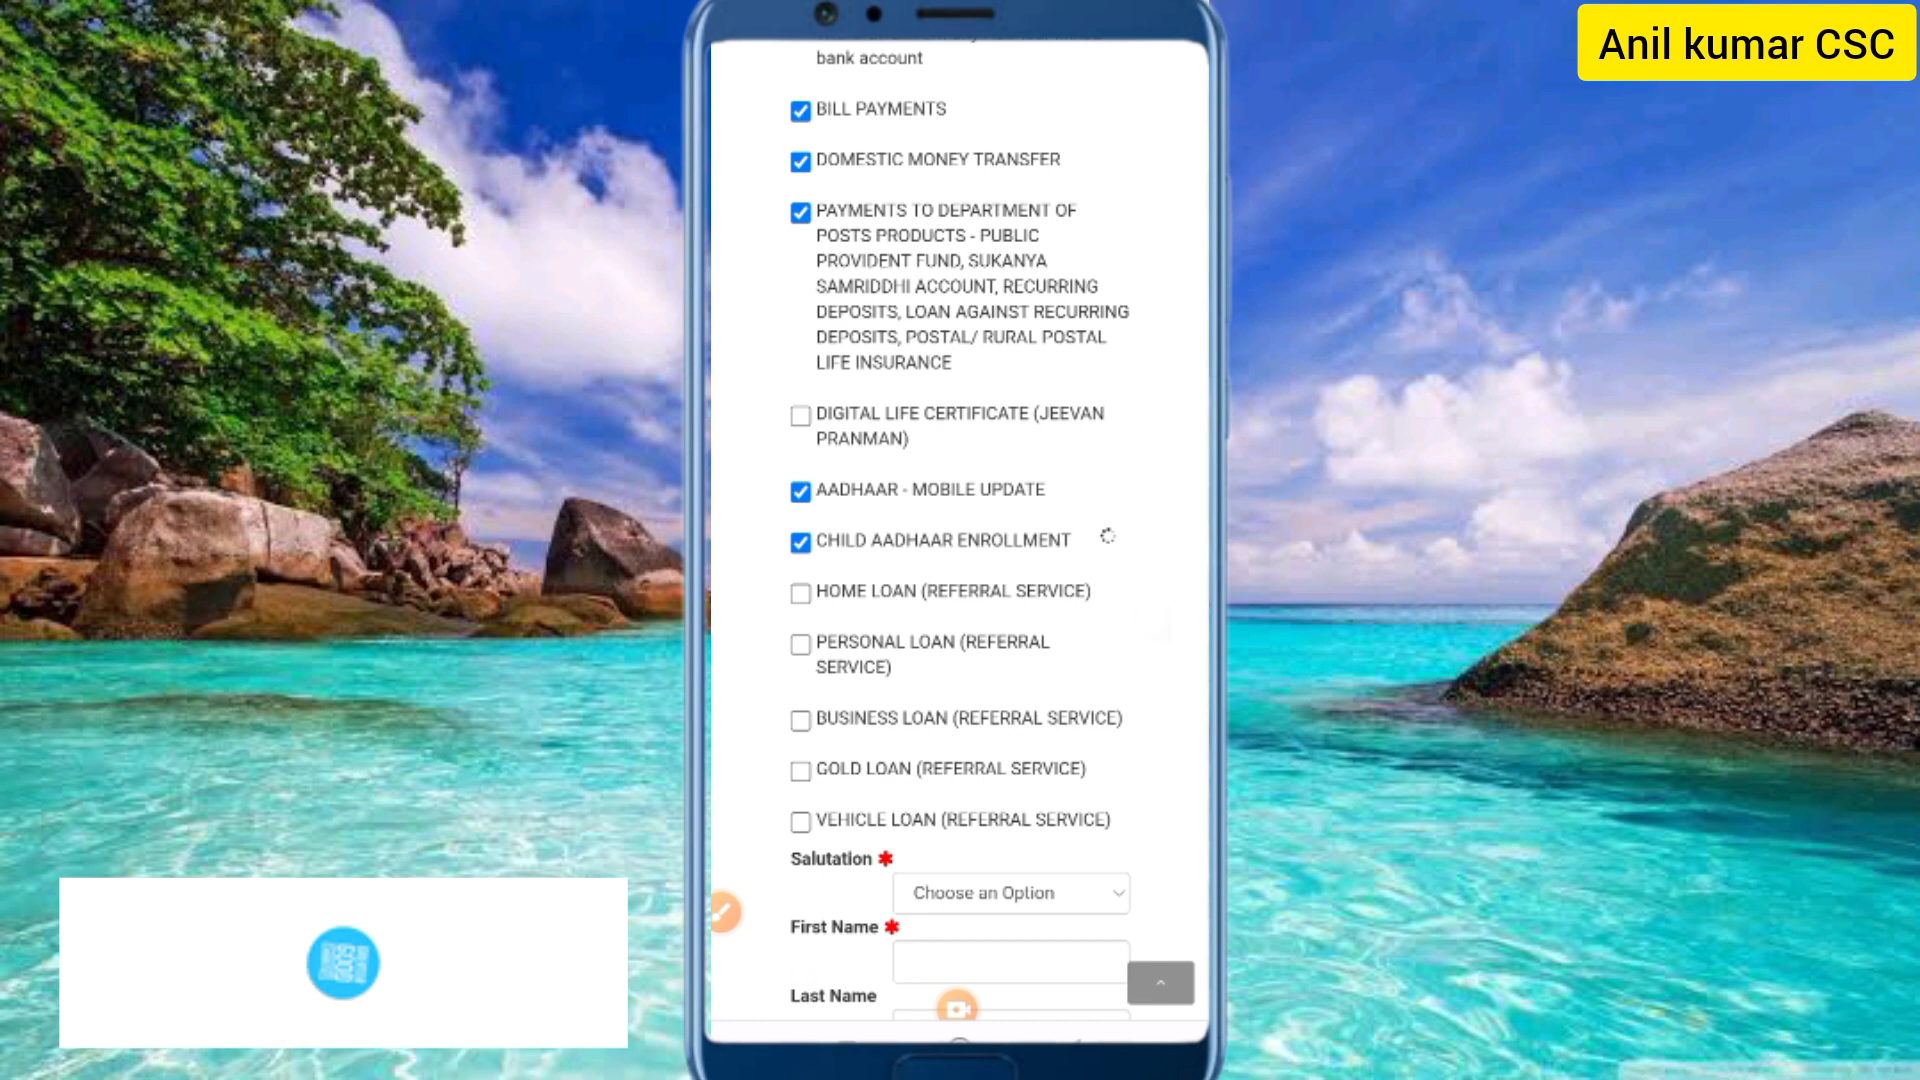 Anil kumar CSC
bank account
BILL PAYMENTS
DOMESTIC MONEY TRANSFER
PAYMENTS TO DEPARTMENT OF
POSTS PRODUCTS - PUBLIC
PROVIDENT FUND, SUKANYA
SAMRIDDHI ACCOUNT, RECURRING
DEPOSITS, LOAN AGAINST RECURRING
DEPOSITS, POSTAL/ RURAL POSTAL
LIFE INSURANCE
DIGITAL LIFE CERTIFICATE (JEEVAN
PRANMAN)
AADHAAR - MOBILE UPDATE
CHILD AADHAAR ENROLLMENT
HOME LOAN (REFERRAL SERVICE)
PERSONAL LOAN (REFERRAL
SERVICE)
BUSINESS LOAN (REFERRAL SERVICE)
GOLD LOAN (REFERRAL SERVICE)
VEHICLE LOAN (REFERRAL SERVICE)
Salutation *
Choose an Option
First Name *
Last Name